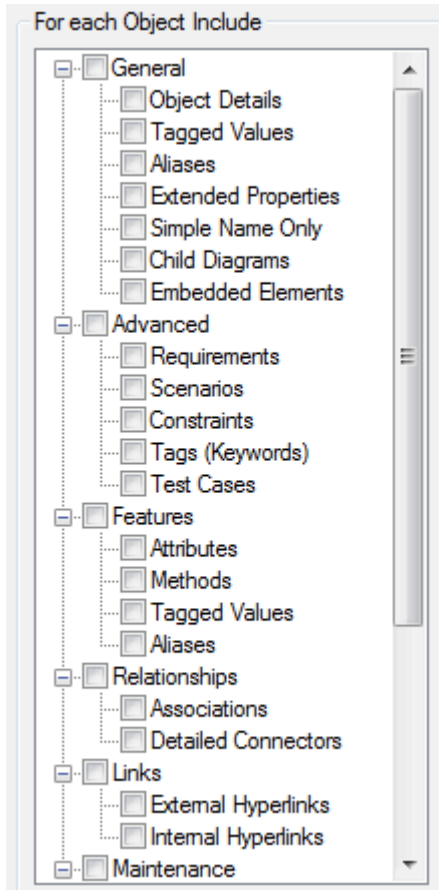 For each Object Include
General
Object Details
Tagged Values
Aliases
Extended Properties
Simple Name Only
Child Diagrams
Embedded Elements
Advanced
Requirements
Scenarios
Constraints
Tags (Keywords)
Test Cases
Features
Attributes
Methods
Tagged Values
Aliases
Relationships
Associations
Detailed Connectors
Links
External Hyperlinks
Internal Hyperlinks
Maintenance